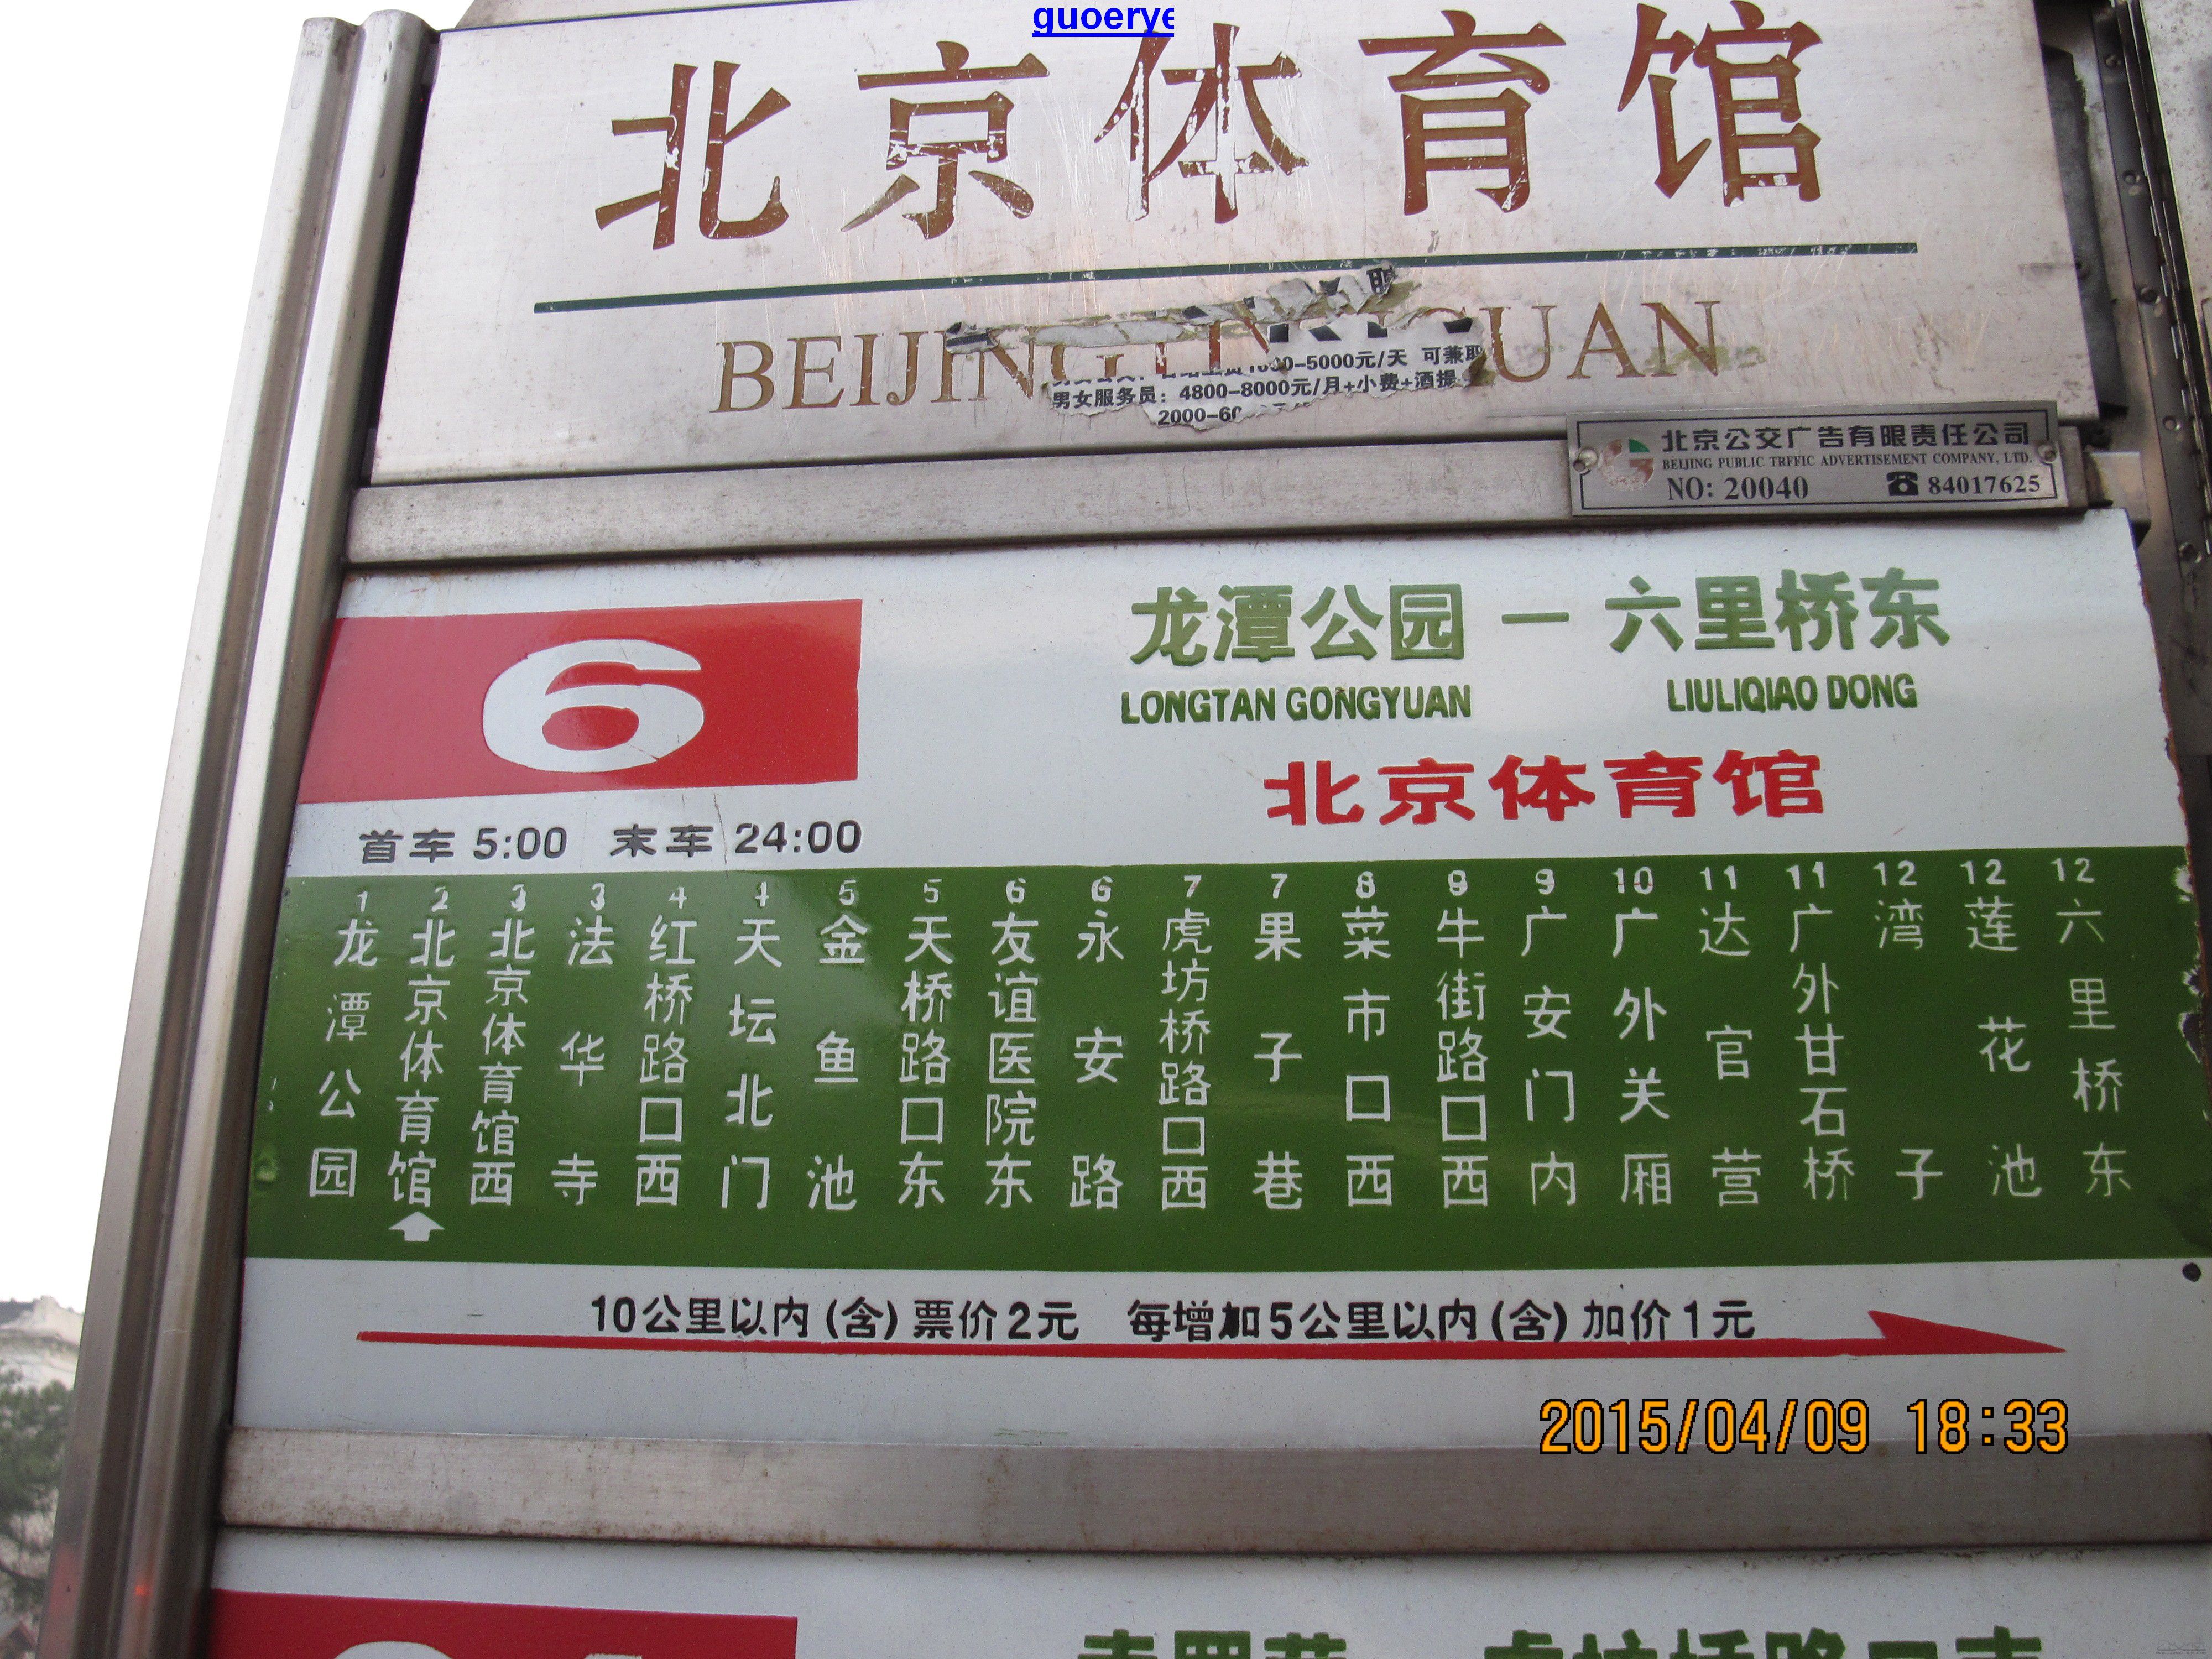 guoerye
北京体育馆
BEIJING
GUAN
1000-5000元/天 可兼职
男女服务员：4800-8000元/月+小费+酒提
北京公交广告有限责任公司
BEIJING PUBLIC TRFFIC ADVERTISEMENT COMPANY, LTD.
NO: 20040 ☎ 84017625
6
龙潭公园 — 六里桥东
LONGTAN GONGYUAN LIULIQIAO DONG
北京体育馆
首车 5:00 末车 24:00
1 龙潭公园
2 北京体育馆
3 北京体育馆西
3 法华寺
4 红桥路口西
4 天坛北门
5 金鱼池
5 天桥路口东
6 友谊医院东
6 永安路
7 虎坊桥路口西
7 果子巷
8 菜市口西
9 牛街路口西
9 广安门内
10 广外关厢
11 达官营
11 广外甘石桥
12 湾子
12 莲花池
12 六里桥东
10公里以内(含)票价2元 每增加5公里以内(含)加价1元
2015/04/09 18:33